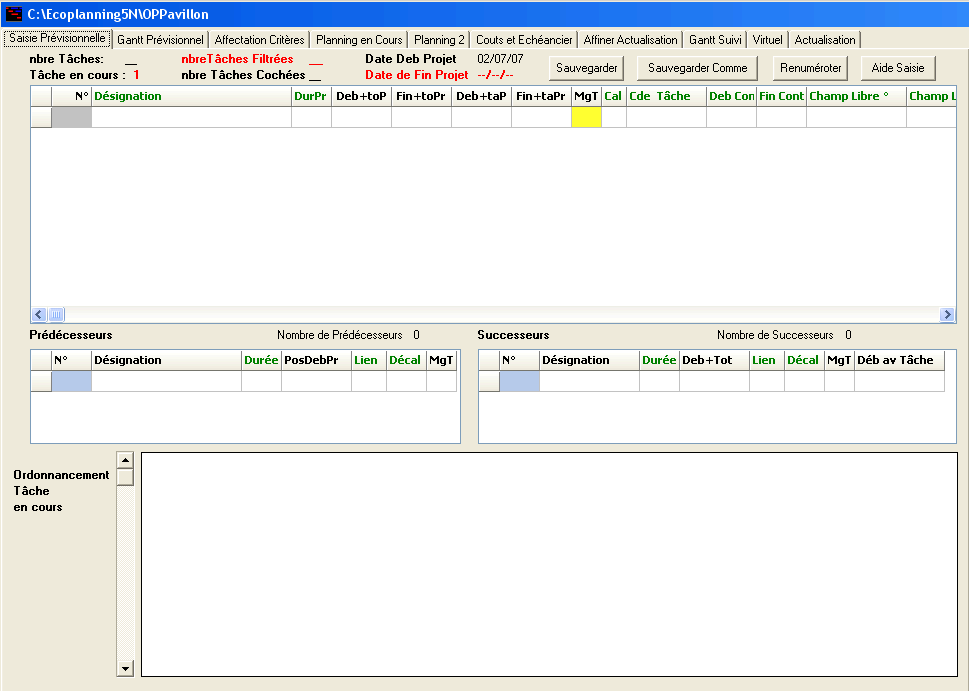 C:\Ecoplanning5N\OPPavillon
Saisie Prévisionnelle Gantt Prévisionnel Affectation Critères Planning en Cours Planning 2 Couts et Echéancier Affiner Actualisation Gantt Suivi Virtuel Actualisation
nbre Tâches: __ nbreTâches Filtrées __ Date Deb Projet 02/07/07 Sauvegarder Sauvegarder Comme Renuméroter Aide Saisie
Tâche en cours : 1 nbre Tâches Cochées __ Date de Fin Projet --/--/--
N° Désignation DurPr Deb+toP Fin+toPr Deb+taP Fin+taPr MgT Cal Cde Tâche Deb Con Fin Cont Champ Libre ° Champ L
Prédécesseurs Nombre de Prédécesseurs 0 Successeurs Nombre de Successeurs 0
N° Désignation Durée PosDebPr Lien Décal MgT N° Désignation Durée Deb+Tot Lien Décal MgT Déb av Tâche
Ordonnancement
Tâche
en cours